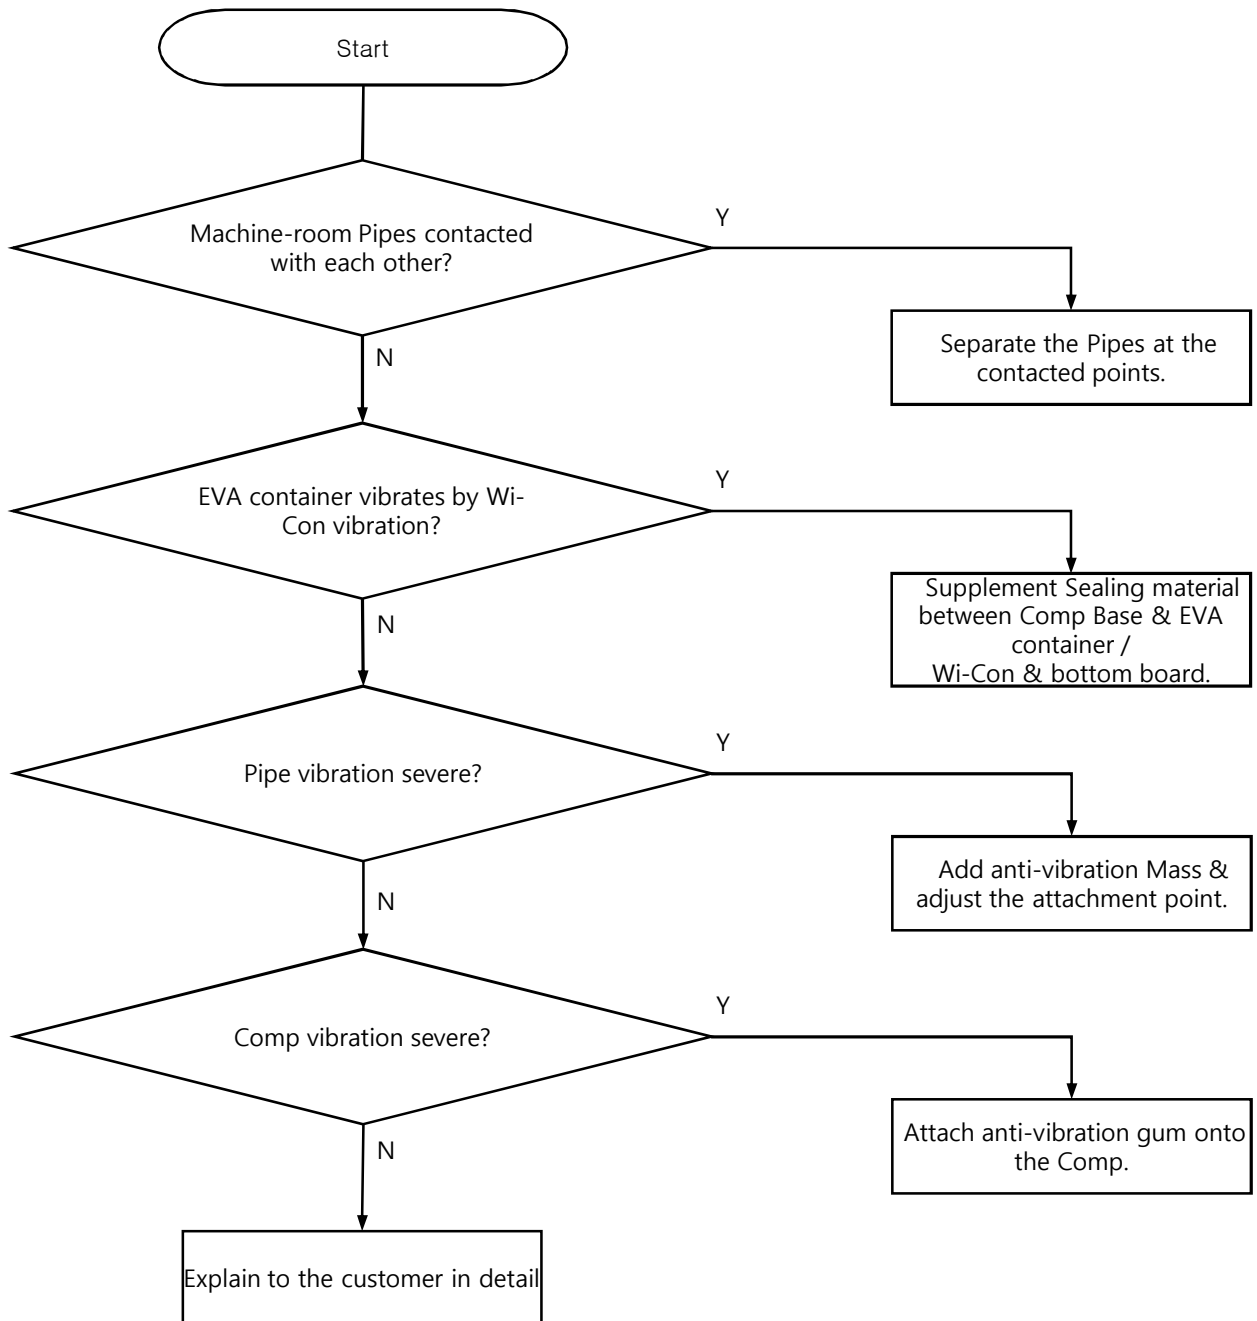 Start
Machine-room Pipes contacted
with each other?
Y
Separate the Pipes at the
contacted points.
N
EVA container vibrates by Wi-
Con vibration?
Y
Supplement Sealing material
between Comp Base & EVA
container /
Wi-Con & bottom board.
N
Pipe vibration severe?
Y
Add anti-vibration Mass &
adjust the attachment point.
N
Comp vibration severe?
Y
Attach anti-vibration gum onto
the Comp.
N
Explain to the customer in detail